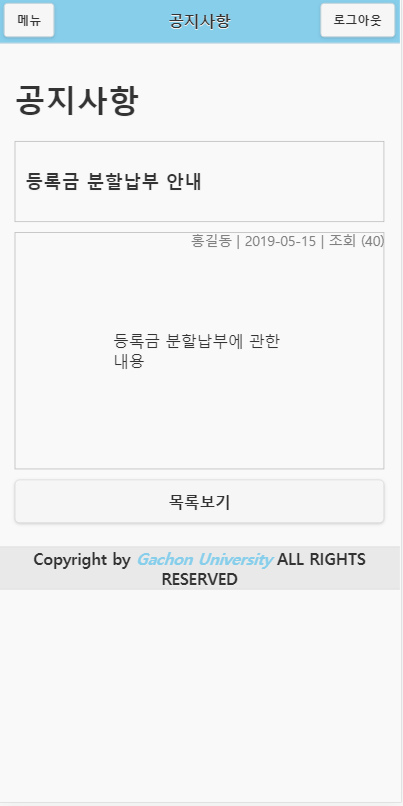 메뉴 공지사항 로그아웃
공지사항
등록금 분할납부 안내
홍길동 | 2019-05-15 | 조회 (40)
등록금 분할납부에 관한
내용
목록보기
Copyright by Gachon University ALL RIGHTS
RESERVED